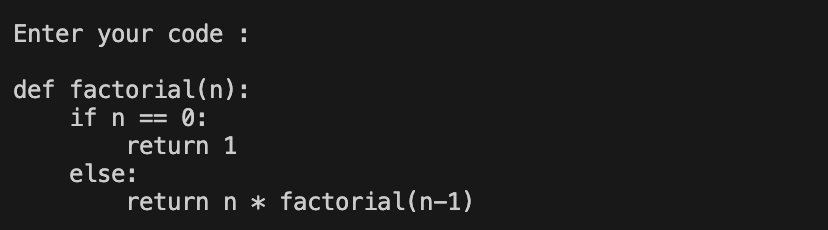 Enter your code :

def factorial(n):
    if n == 0:
        return 1
    else:
        return n * factorial(n-1)